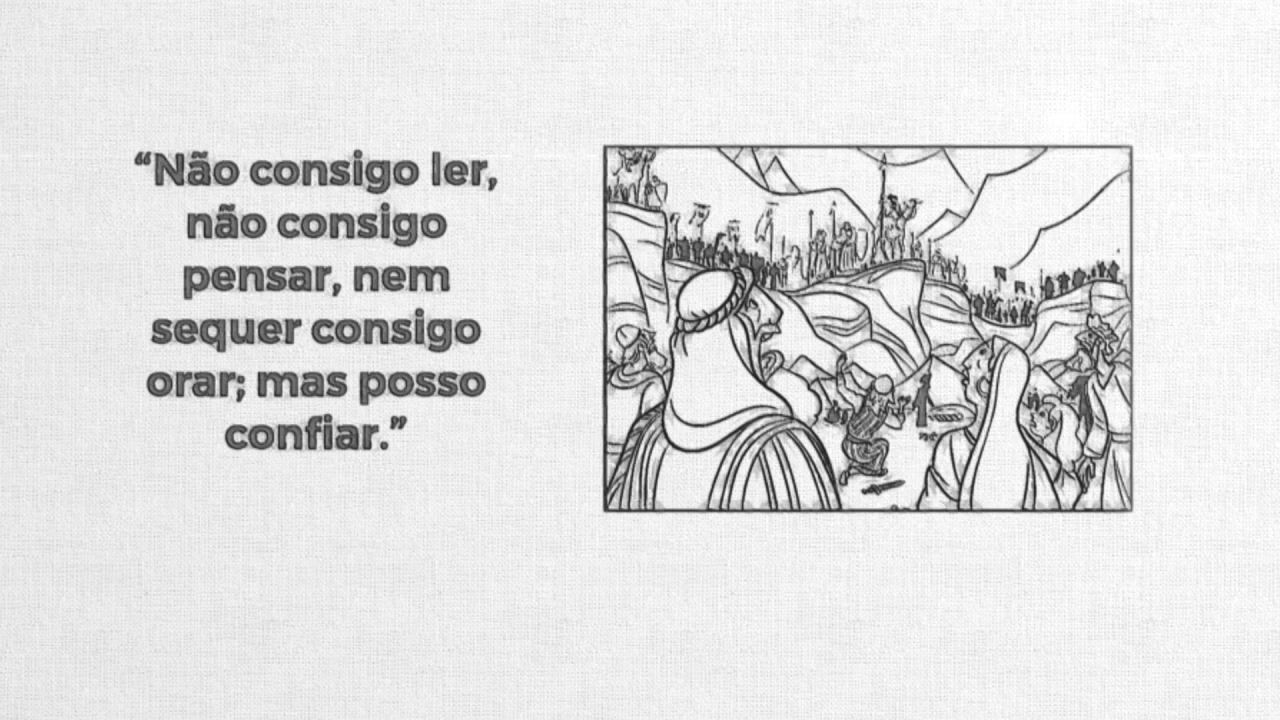 “Não consigo ler,
não consigo
pensar, nem
sequer consigo
orar; mas posso
confiar.”